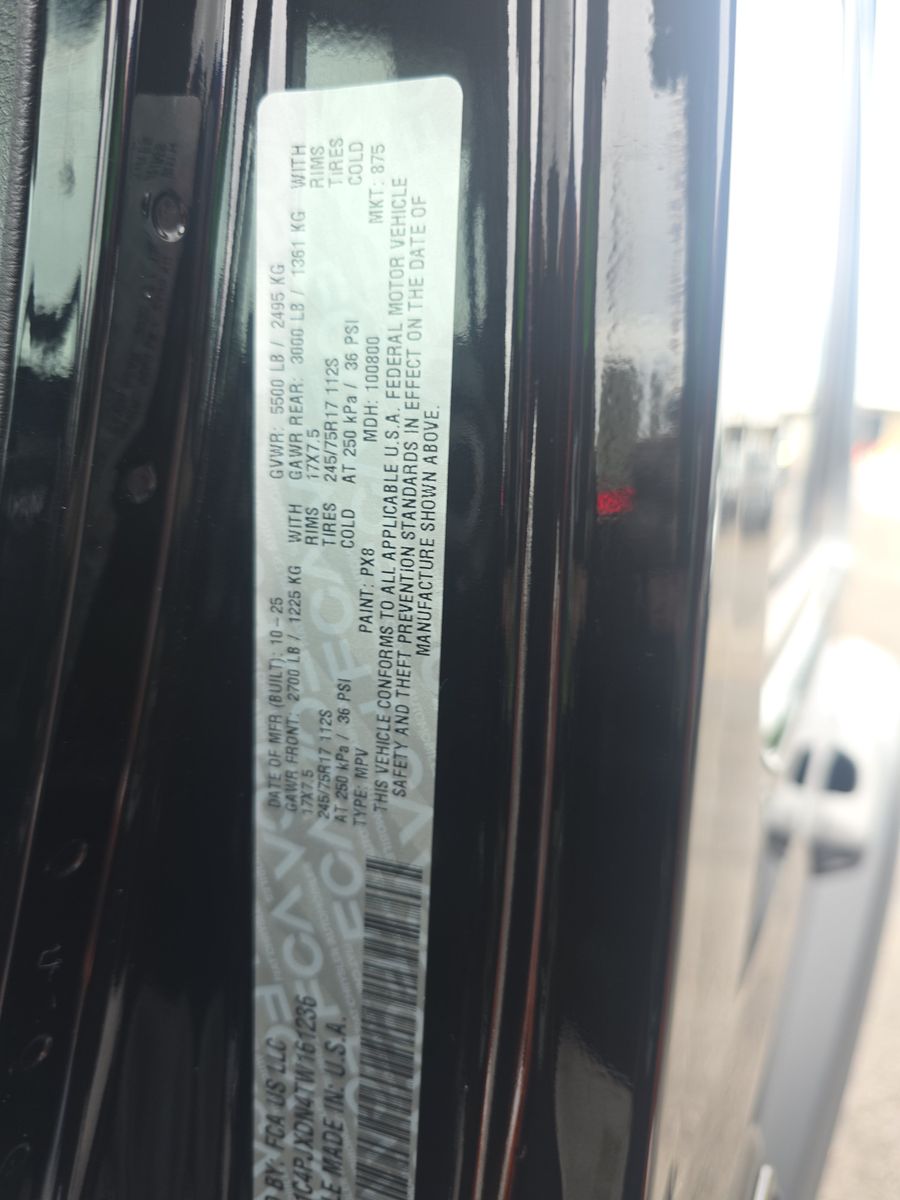 D BY: FCA US LLC
DATE OF MFR (BUILT): 10-25
GVWR: 5500 LB / 2495 KG
GAWR FRONT: 2700 LB / 1225 KG WITH
17X7.5 RIMS
245/75R17 112S TIRES
AT 250 kPa / 36 PSI COLD
GAWR REAR: 3000 LB / 1361 KG WITH
17X7.5 RIMS
245/75R17 112S TIRES
AT 250 kPa / 36 PSI COLD
1C4PJXDN4TW161236
TYPE: MPV PAINT: PX8 MDH: 100800 MKT: 875
LE MADE IN: U.S.A.
THIS VEHICLE CONFORMS TO ALL APPLICABLE U.S.A. FEDERAL MOTOR VEHICLE
SAFETY AND THEFT PREVENTION STANDARDS IN EFFECT ON THE DATE OF
MANUFACTURE SHOWN ABOVE.